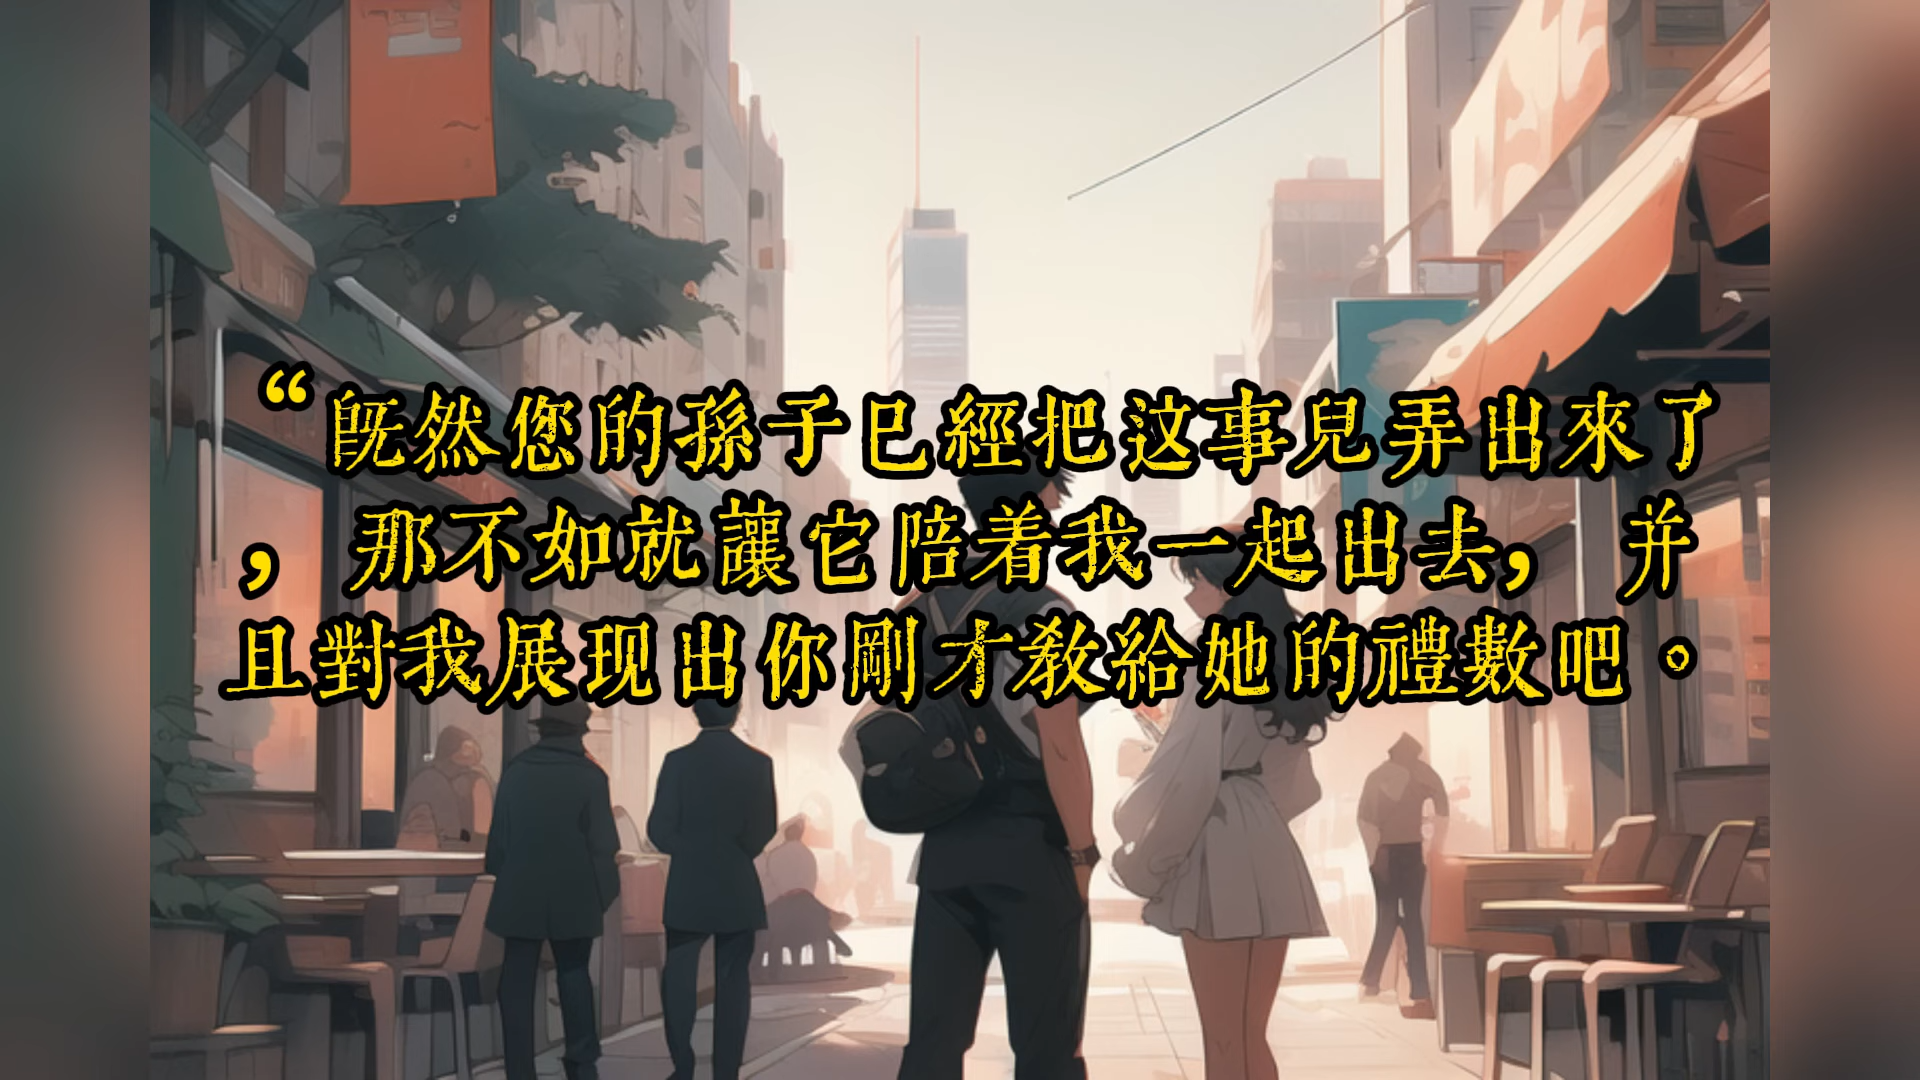 “既然您的孫子已經把这事兒弄出來了
，那不如就讓它陪着我一起出去，并
且對我展现出你剛才教給她的禮數吧。